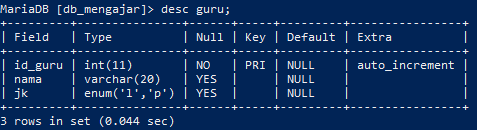 MariaDB [db_mengajar]> desc guru;
+---------+---------------+------+-----+---------+----------------+
| Field   | Type          | Null | Key | Default | Extra          |
+---------+---------------+------+-----+---------+----------------+
| id_guru | int(11)       | NO   | PRI | NULL    | auto_increment |
| nama    | varchar(20)   | YES  |     | NULL    |                |
| jk      | enum('l','p') | YES  |     | NULL    |                |
+---------+---------------+------+-----+---------+----------------+
3 rows in set (0.044 sec)